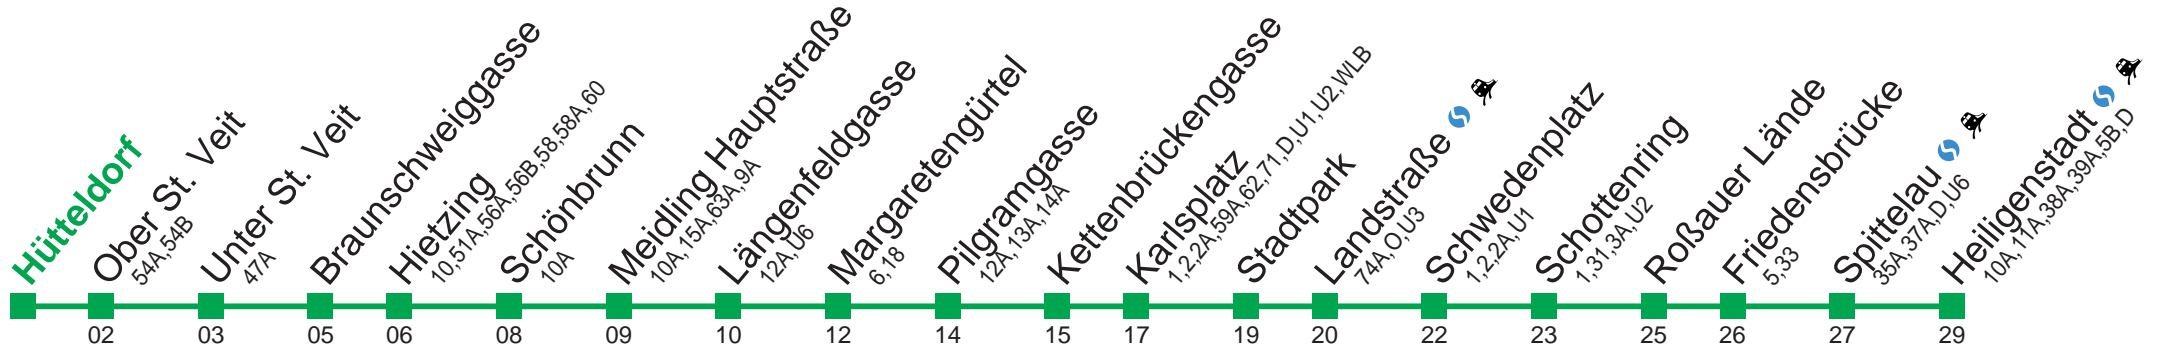 Hütteldorf
Ober St. Veit
54A,54B
Unter St. Veit
47A
Braunschweiggasse
Hietzing
10,51A,56A,56B,58,58A,60
Schönbrunn
10A
Meidling Hauptstraße
10A,15A,63A,9A
Längenfeldgasse
12A,U6
Margaretengürtel
6,18
Pilgramgasse
12A,13A,14A
Kettenbrückengasse
Karlsplatz
1,2,2A,59A,62,71,D,U1,U2,WLB
Stadtpark
Landstraße
74A,O,U3
Schwedenplatz
1,2,2A,U1
Schottenring
1,31,3A,U2
Roßauer Lände
Friedensbrücke
5,33
Spittelau
35A,37A,D,U6
Heiligenstadt
10A,11A,38A,39A,5B,D
02 03 05 06 08 09 10 12 14 15 17 19 20 22 23 25 26 27 29